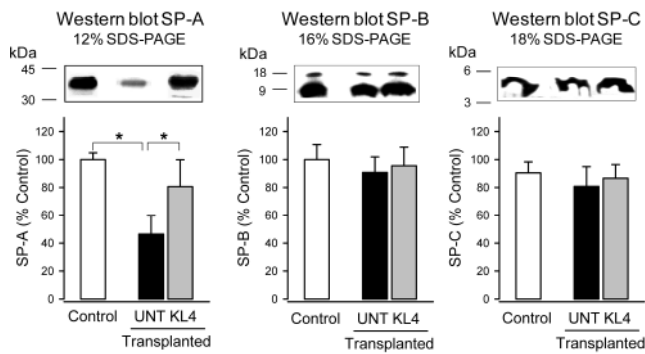 Western blot SP-A
12% SDS-PAGE
kDa
45
30
120
100
80
60
40
20
0
SP-A (% Control)
* *
Control UNT KL4
Transplanted
Western blot SP-B
16% SDS-PAGE
kDa
18
9
120
100
80
60
40
20
0
SP-B (% Control)
Control UNT KL4
Transplanted
Western blot SP-C
18% SDS-PAGE
kDa
6
3
120
100
80
60
40
20
0
SP-C (% Control)
Control UNT KL4
Transplanted